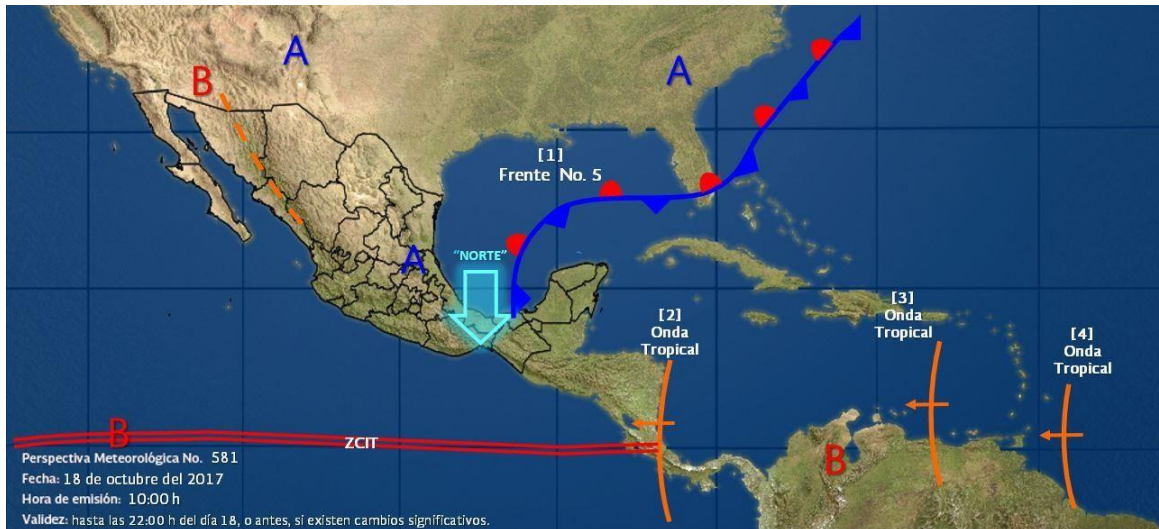 A
A
B
[1]
Frente No. 5
A
"NORTE"
[2]
Onda
Tropical
[3]
Onda
Tropical
[4]
Onda
Tropical
B
ZCIT
B
Perspectiva Meteorológica No. 581
Fecha: 18 de octubre del 2017
Hora de emisión: 10:00 h
Validez: hasta las 22:00 h del día 18, o antes, si existen cambios significativos.